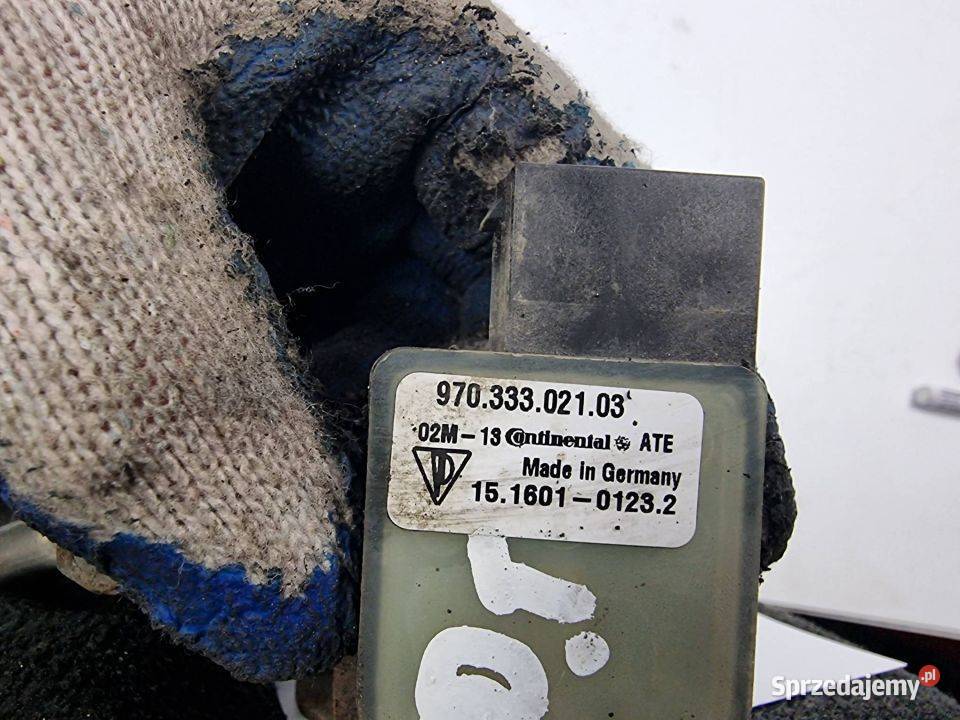 970.333.021.03
02M-13 Continental ATE
Made in Germany
15.1601-0123.2
Sprzedajemy.pl